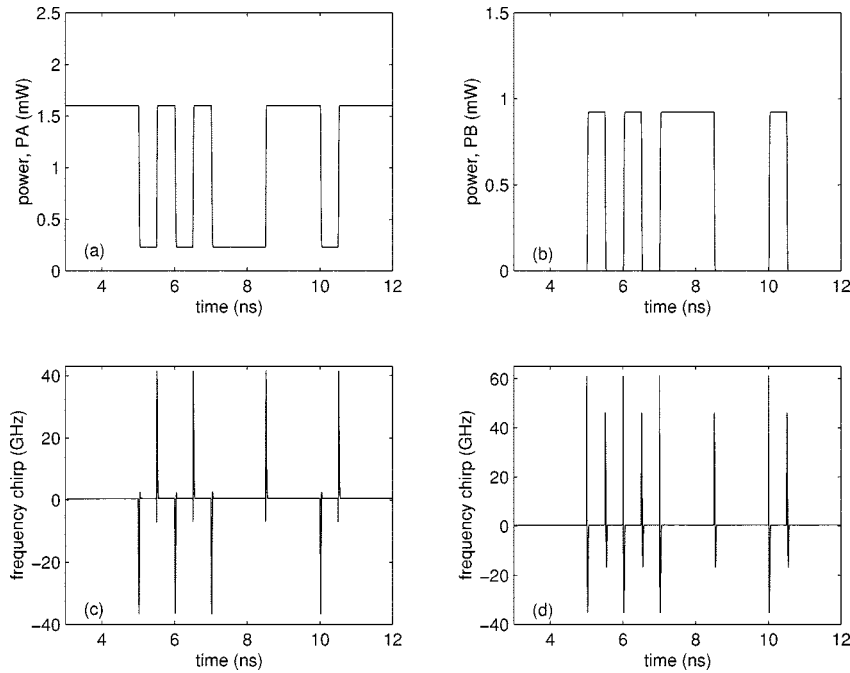 2.5
2
1.5
1
0.5
0
power, PA (mW)
(a)
4 6 8 10 12
time (ns)
1.5
1
0.5
0
power, PB (mW)
(b)
4 6 8 10 12
time (ns)
40
20
0
−20
−40
frequency chirp (GHz)
(c)
4 6 8 10 12
time (ns)
60
40
20
0
−20
−40
frequency chirp (GHz)
(d)
4 6 8 10 12
time (ns)